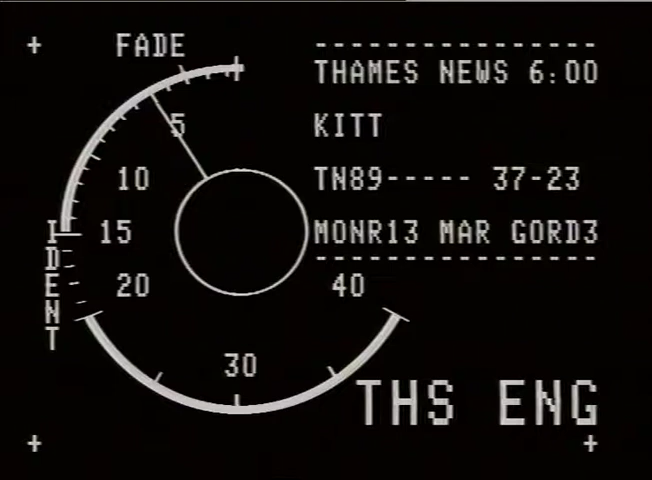 FADE
THAMES NEWS 6:00
KITT
TN89----- 37-23
MONR13 MAR GORD3
5
10
15
20
30
40
IDENT
THS ENG